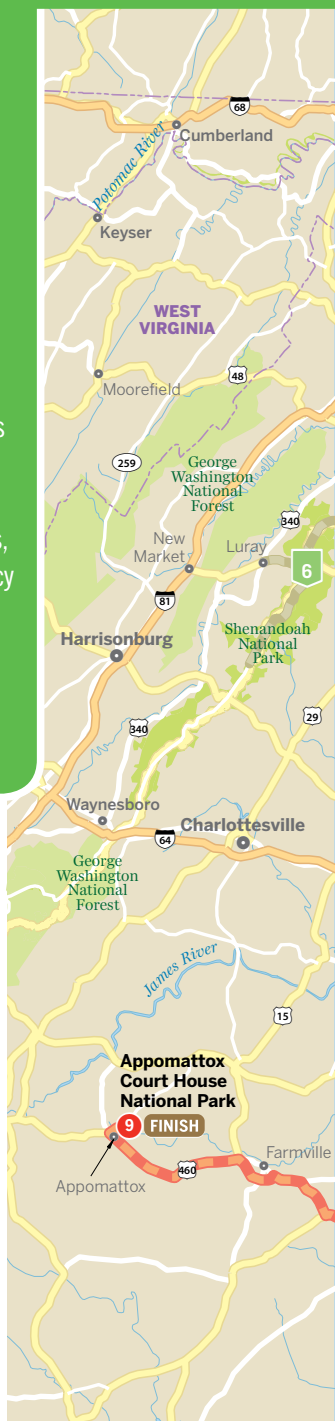 68
Cumberland
Potomac River
Keyser
WEST
VIRGINIA
48
Moorefield
s
259
George
Washington
National
Forest
340
New
Market
Luray
6
s,
cy
81
Shenandoah
National
Park
Harrisonburg
29
340
Waynesboro
Charlottesville
64
George
Washington
National
Forest
James River
15
Appomattox
Court House
National Park
9 FINISH
Farmville
460
Appomattox